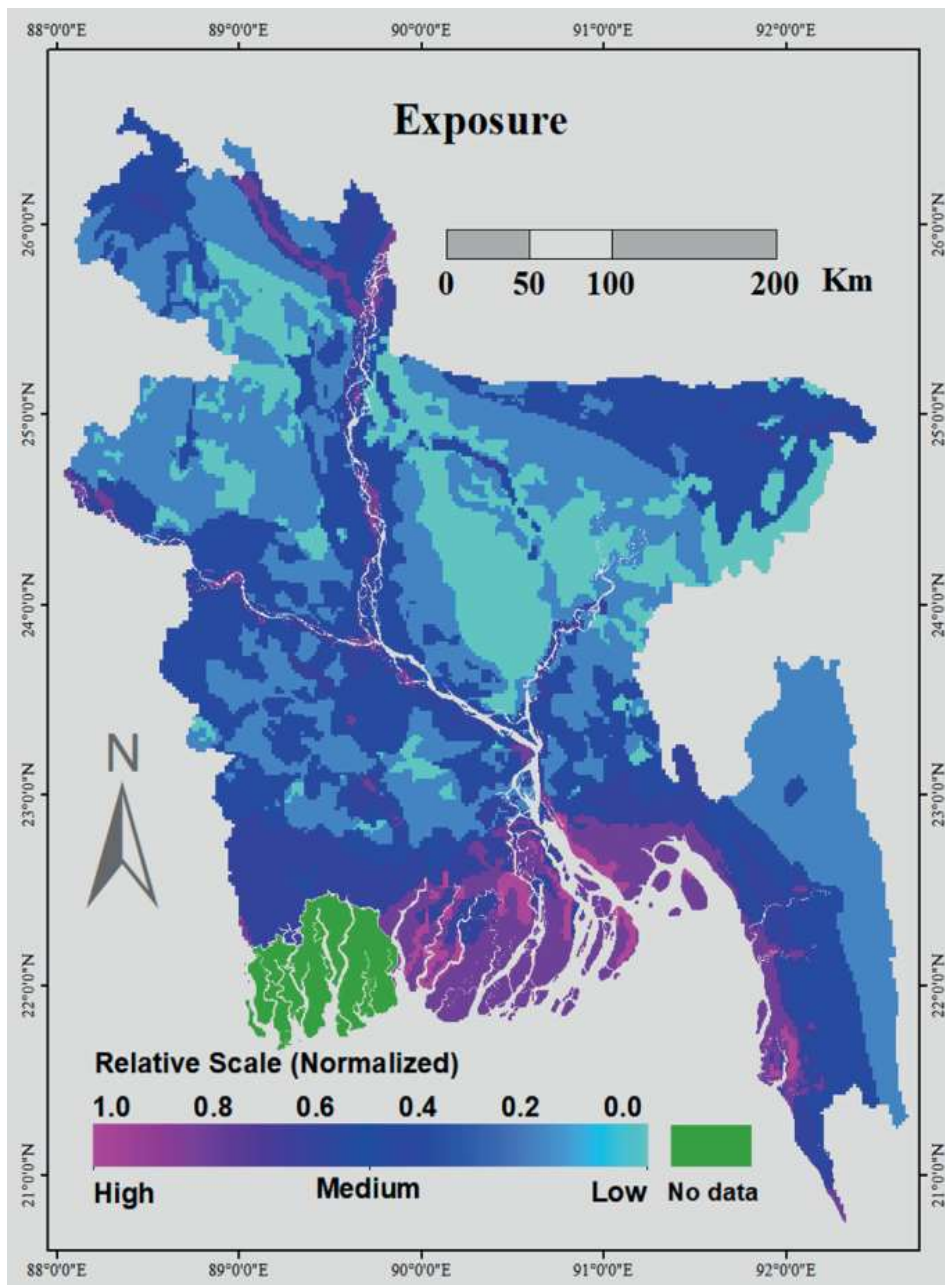 88°0'0"E 89°0'0"E 90°0'0"E 91°0'0"E 92°0'0"E
Exposure
26°0'0"N 26°0'0"N
0 50 100 200 Km
25°0'0"N 25°0'0"N
24°0'0"N 24°0'0"N
N
23°0'0"N 23°0'0"N
22°0'0"N 22°0'0"N
Relative Scale (Normalized)
1.0 0.8 0.6 0.4 0.2 0.0
High Medium Low No data
21°0'0"N 21°0'0"N
88°0'0"E 89°0'0"E 90°0'0"E 91°0'0"E 92°0'0"E